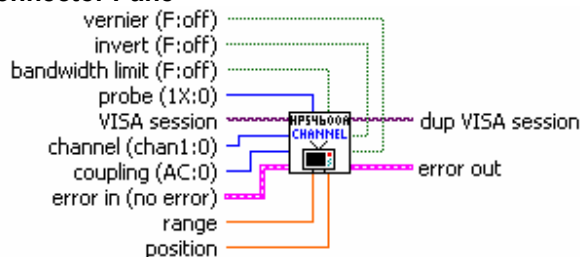 vernier (F:off)
invert (F:off)
bandwidth limit (F:off)
probe (1X:0)
VISA session
channel (chan1:0)
coupling (AC:0)
error in (no error)
range
position
HP54600A
CHANNEL
dup VISA session
error out